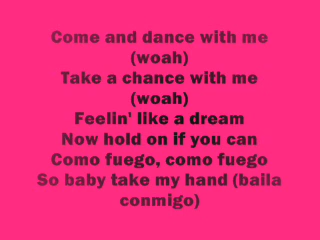 Come and dance with me
(woah)
Take a chance with me
(woah)
Feelin' like a dream
Now hold on if you can
Como fuego, como fuego
So baby take my hand (baila
conmigo)